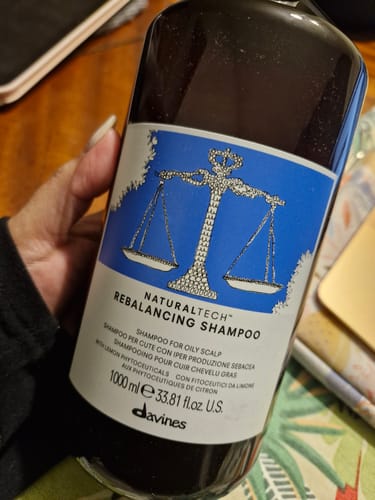 NATURALTECH™
REBALANCING SHAMPOO
SHAMPOO FOR OILY SCALP
SHAMPOO PER CUTE CON IPER PRODUZIONE SEBACEA
SHAMPOOING POUR CUIR CHEVELU GRAS
WITH LEMON PHYTOCEUTICALS CON FITOCEUTICI DA LIMONE
AUX PHYTOCEUTIQUES DE CITRON
1000 ml ℮ 33.81 fl.oz. U.S.
davines